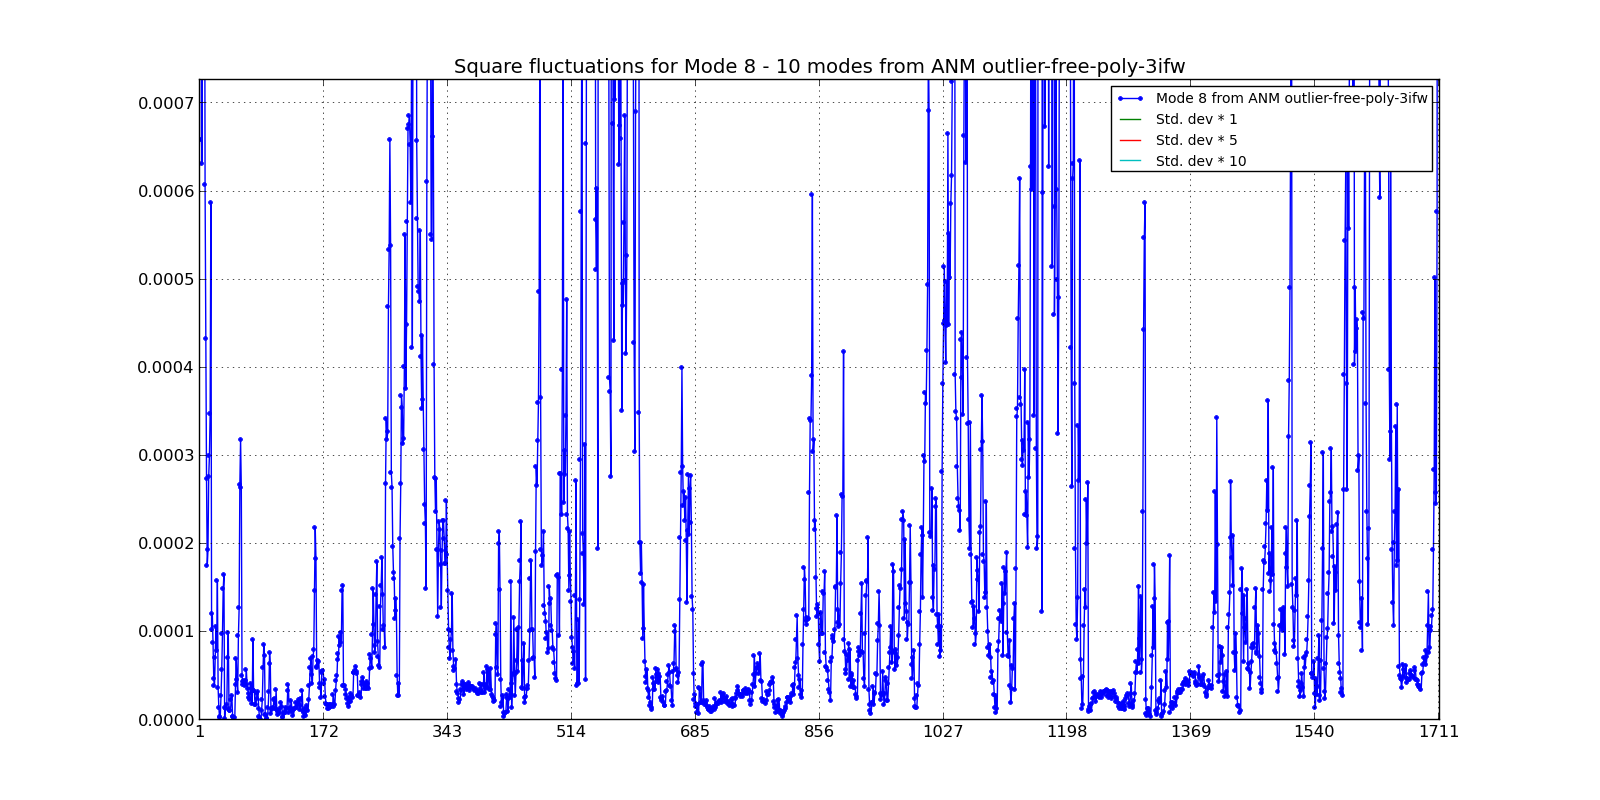 Square fluctuations for Mode 8 - 10 modes from ANM outlier-free-poly-3ifw
Mode 8 from ANM outlier-free-poly-3ifw
Std. dev * 1
Std. dev * 5
Std. dev * 10
0.0007
0.0006
0.0005
0.0004
0.0003
0.0002
0.0001
0.0000
1 172 343 514 685 856 1027 1198 1369 1540 1711